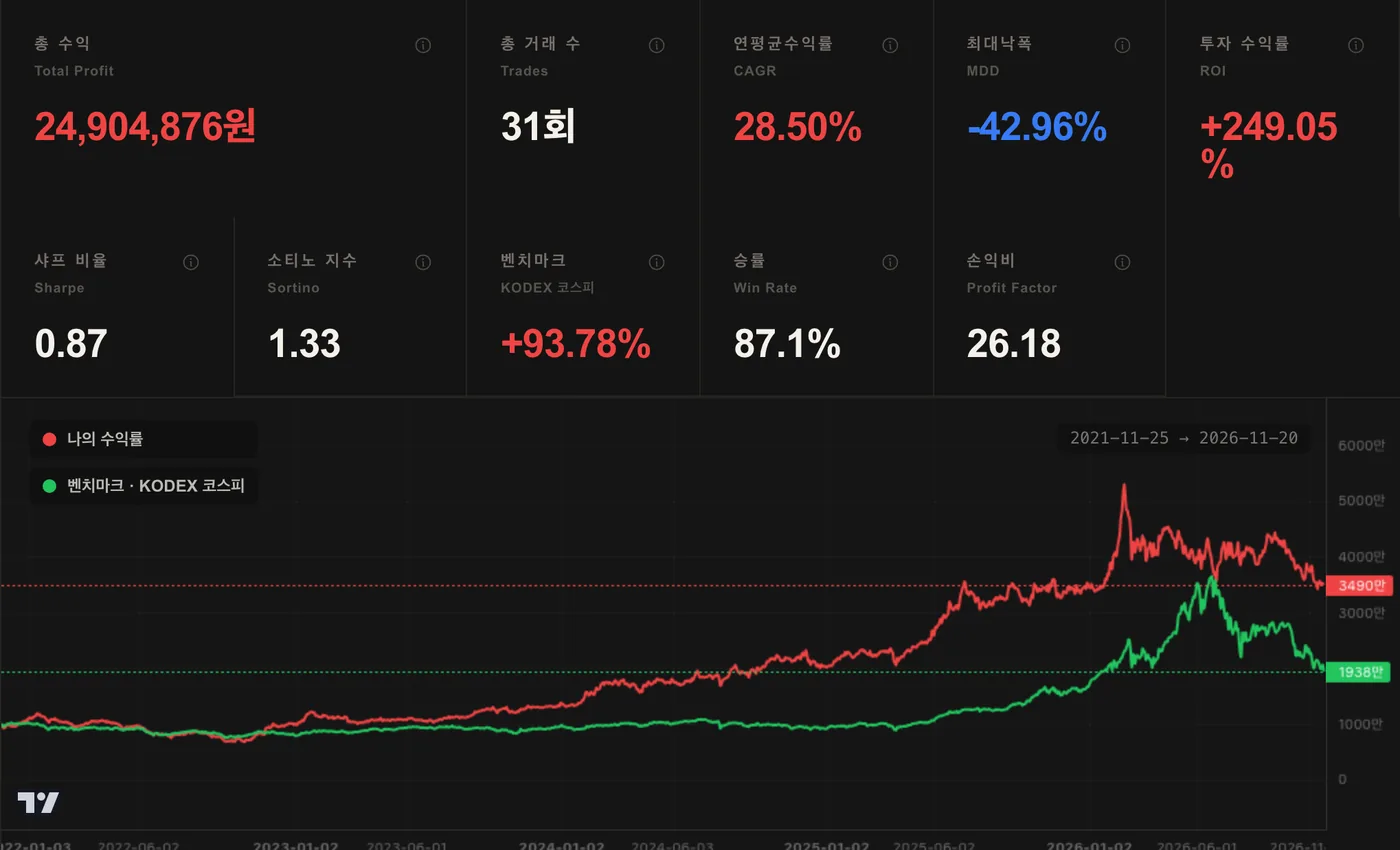 총 수익
Total Profit
24,904,876원
총 거래 수
Trades
31회
연평균수익률
CAGR
28.50%
최대낙폭
MDD
-42.96%
투자 수익률
ROI
+249.05
%
샤프 비율
Sharpe
0.87
소티노 지수
Sortino
1.33
벤치마크
KODEX 코스피
+93.78%
승률
Win Rate
87.1%
손익비
Profit Factor
26.18
나의 수익률
벤치마크 · KODEX 코스피
2021-11-25 → 2026-11-20
6000만
5000만
4000만
3490만
3000만
1938만
1000만
0
22-01-03
2022-06-02
2023-01-02
2023-06-01
2024-01-02
2024-06-03
2025-01-02
2025-06-02
2026-01-02
2026-06-01
2026-11